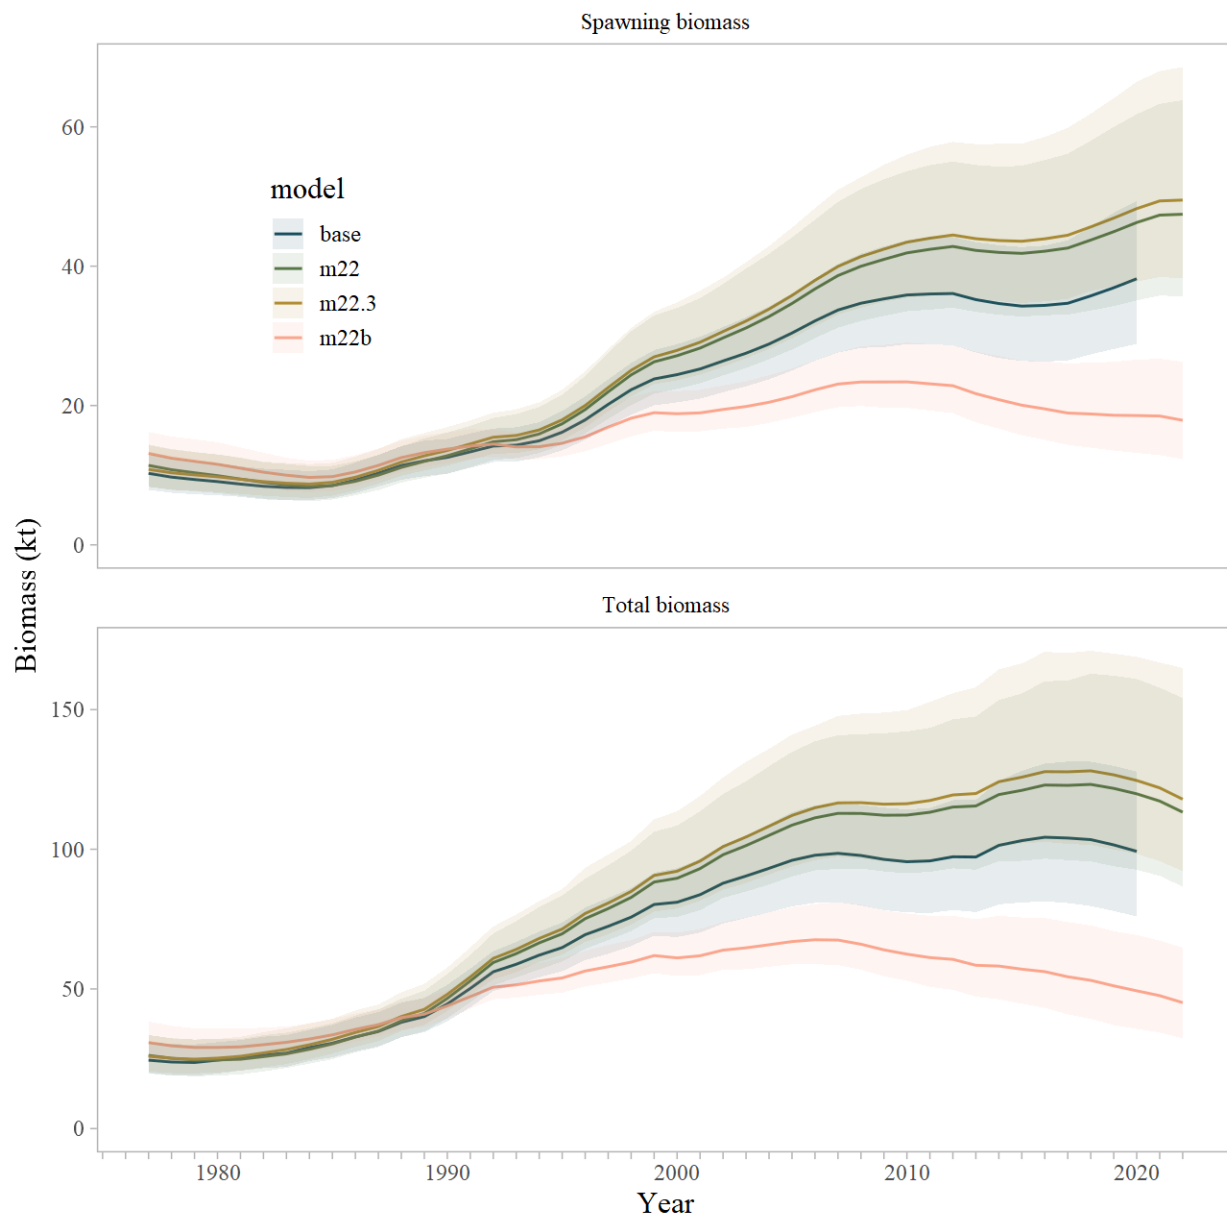 Spawning biomass
60
40
20
0
model
base
m22
m22.3
m22b
Biomass (kt)
Total biomass
150
100
50
0
1980 1990 2000 2010 2020
Year